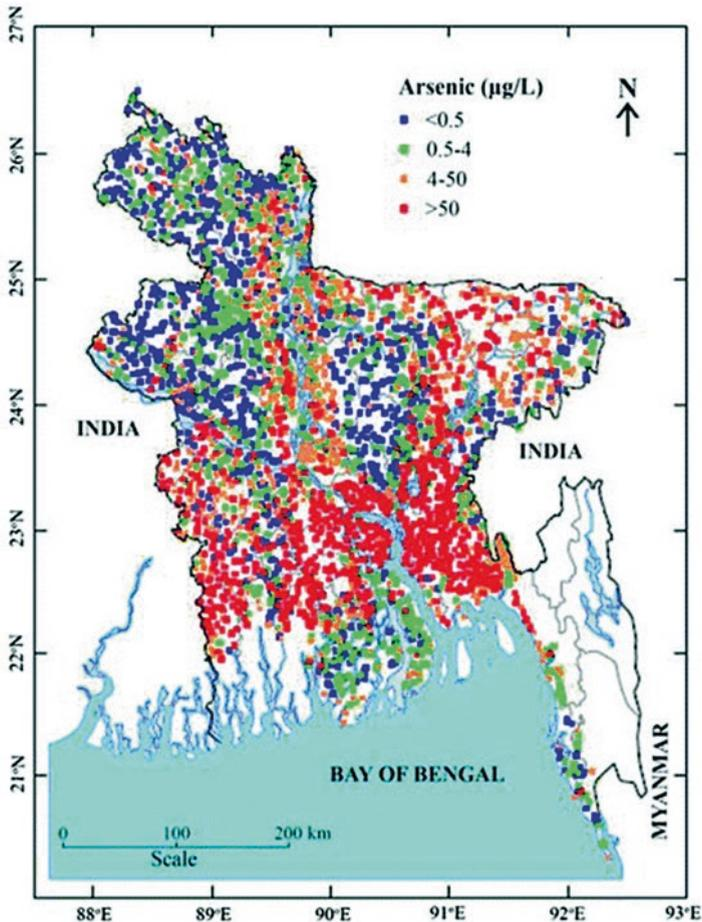 27°N
26°N
25°N
24°N
23°N
22°N
21°N
Arsenic (µg/L)
<0.5
0.5-4
4-50
>50
N
INDIA
INDIA
MYANMAR
BAY OF BENGAL
0 100 200 km
Scale
88°E 89°E 90°E 91°E 92°E 93°E